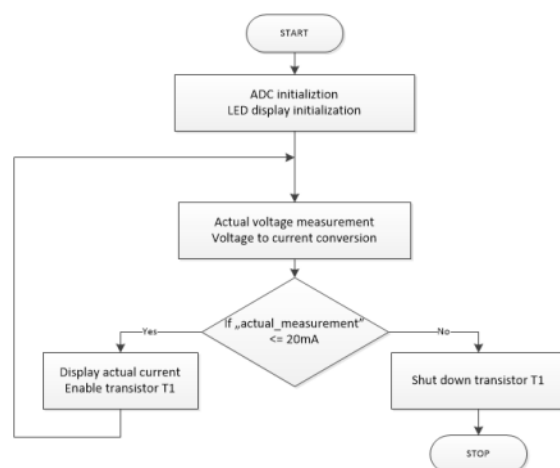 START
ADC initializtion
LED display initialization
Actual voltage measurement
Voltage to current conversion
If „actual_measurement"
<= 20mA
Yes
No
Display actual current
Enable transistor T1
Shut down transistor T1
STOP